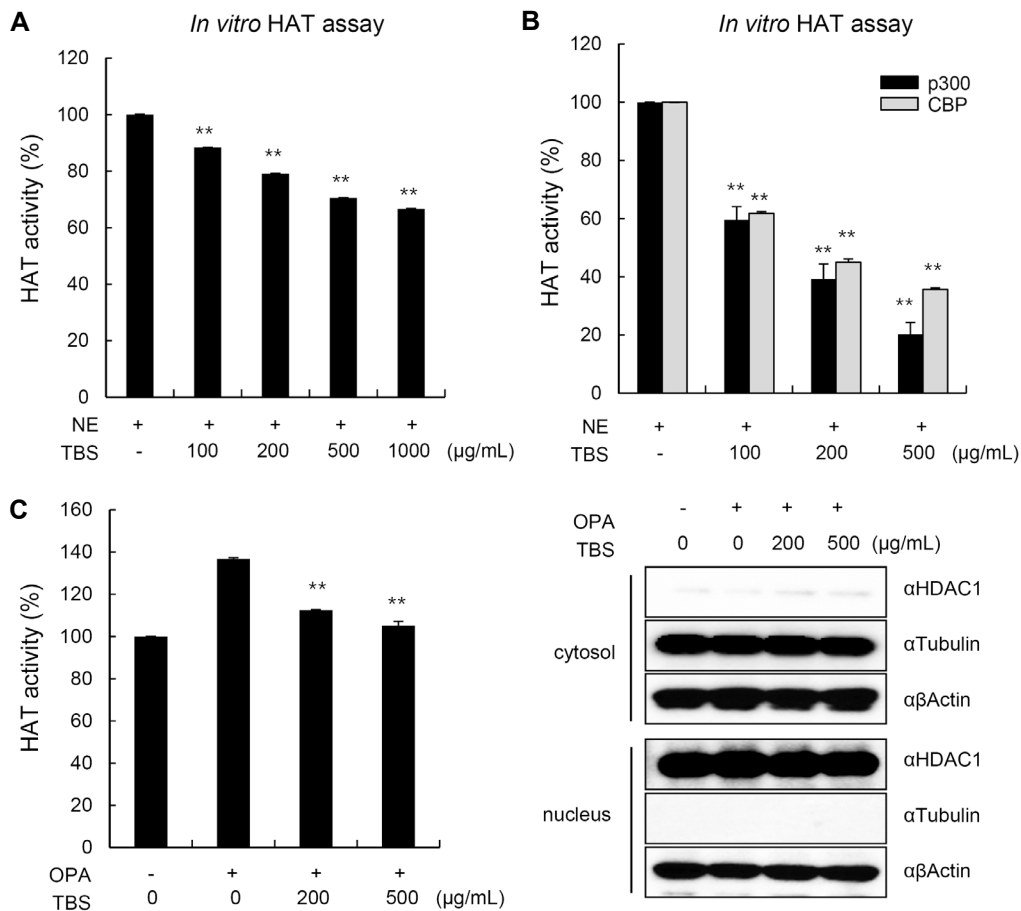 A
In vitro HAT assay
HAT activity (%)
120
100
80
60
40
20
0
**
**
**
**
NE + + + + +
TBS - 100 200 500 1000 (µg/mL)
B
In vitro HAT assay
HAT activity (%)
120
100
80
60
40
20
0
p300
CBP
** **
** **
** **
NE + + + +
TBS - 100 200 500 (µg/mL)
C
HAT activity (%)
160
140
120
100
80
60
40
20
0
**
**
OPA - + + +
TBS 0 0 200 500 (µg/mL)
OPA - + + +
TBS 0 0 200 500 (µg/mL)
cytosol
αHDAC1
αTubulin
αβActin
nucleus
αHDAC1
αTubulin
αβActin